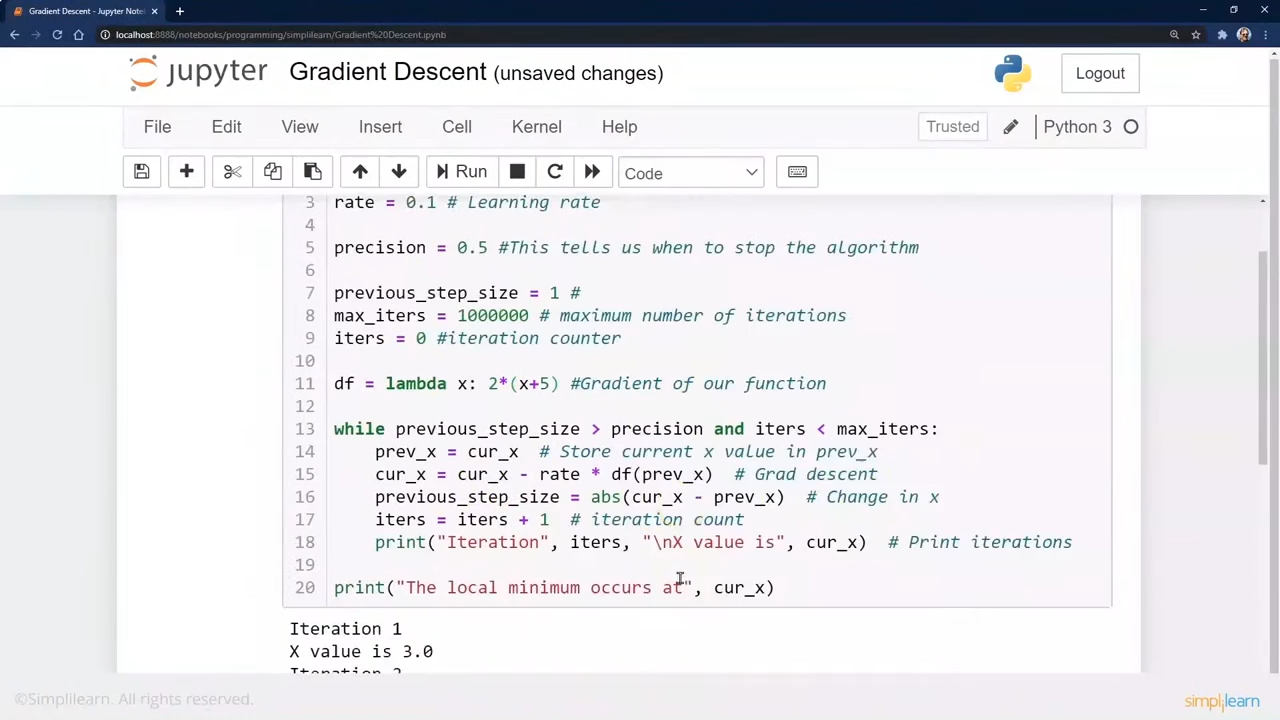 Gradient Descent - Jupyter Note
localhost:8888/notebooks/programming/simplilearn/Gradient%20Descent.ipynb
jupyter Gradient Descent (unsaved changes) Logout
File Edit View Insert Cell Kernel Help Trusted Python 3
Run Code
3 rate = 0.1 # Learning rate
4
5 precision = 0.5 #This tells us when to stop the algorithm
6
7 previous_step_size = 1 #
8 max_iters = 1000000 # maximum number of iterations
9 iters = 0 #iteration counter
10
11 df = lambda x: 2*(x+5) #Gradient of our function
12
13 while previous_step_size > precision and iters < max_iters:
14 prev_x = cur_x # Store current x value in prev_x
15 cur_x = cur_x - rate * df(prev_x) # Grad descent
16 previous_step_size = abs(cur_x - prev_x) # Change in x
17 iters = iters + 1 # iteration count
18 print("Iteration", iters, "\nX value is", cur_x) # Print iterations
19
20 print("The local minimum occurs at", cur_x)
Iteration 1
X value is 3.0
©Simplilearn. All rights reserved.
simplilearn